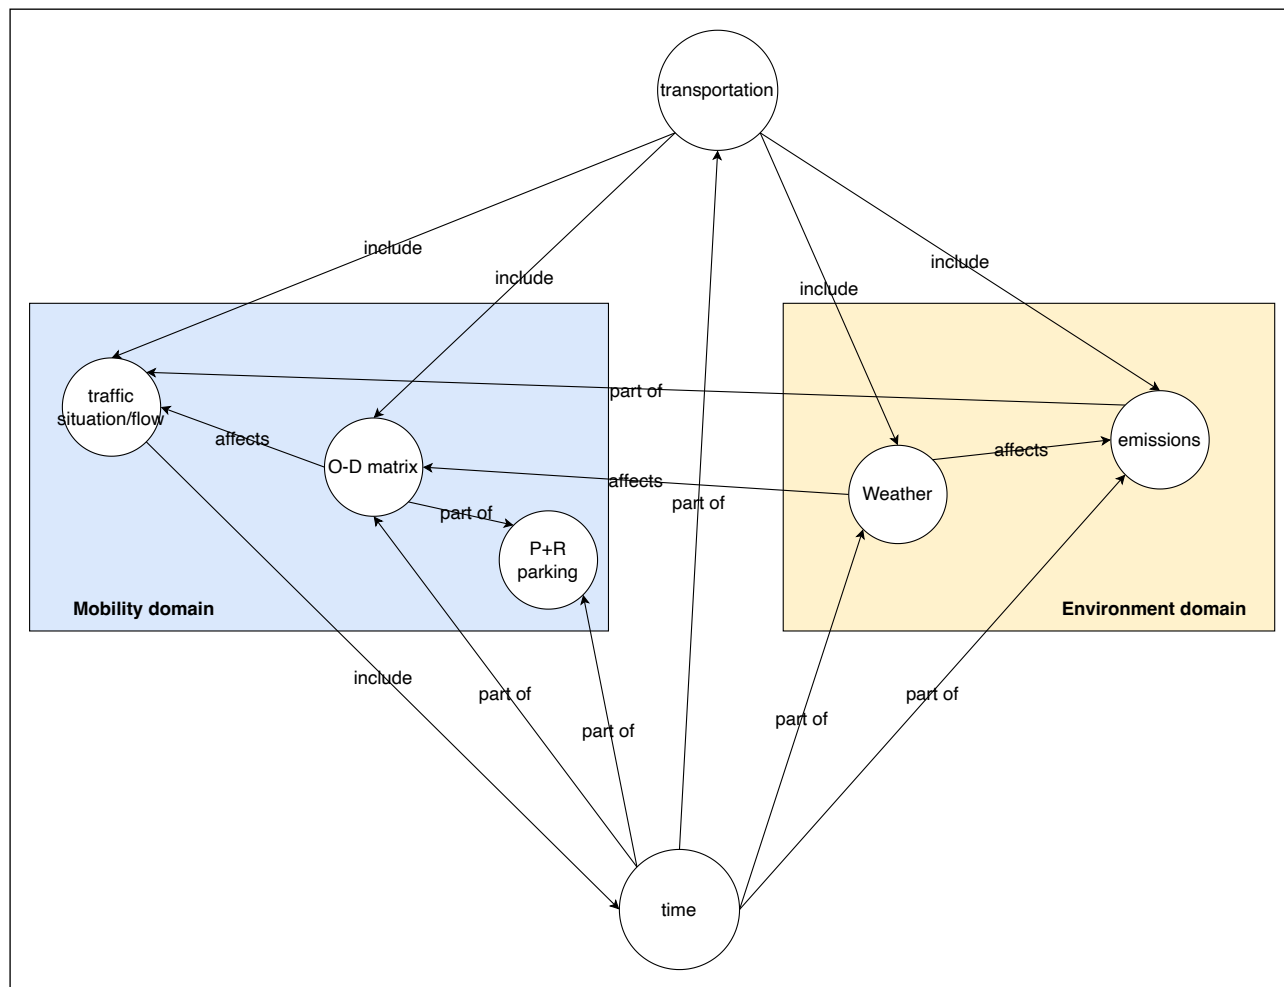 transportation
include
include
include
include
part of
traffic
situation/flow
affects
O-D matrix
emissions
affects
affects
Weather
part of
part of
P+R
parking
Mobility domain
Environment domain
include
part of
part of
part of
part of
time